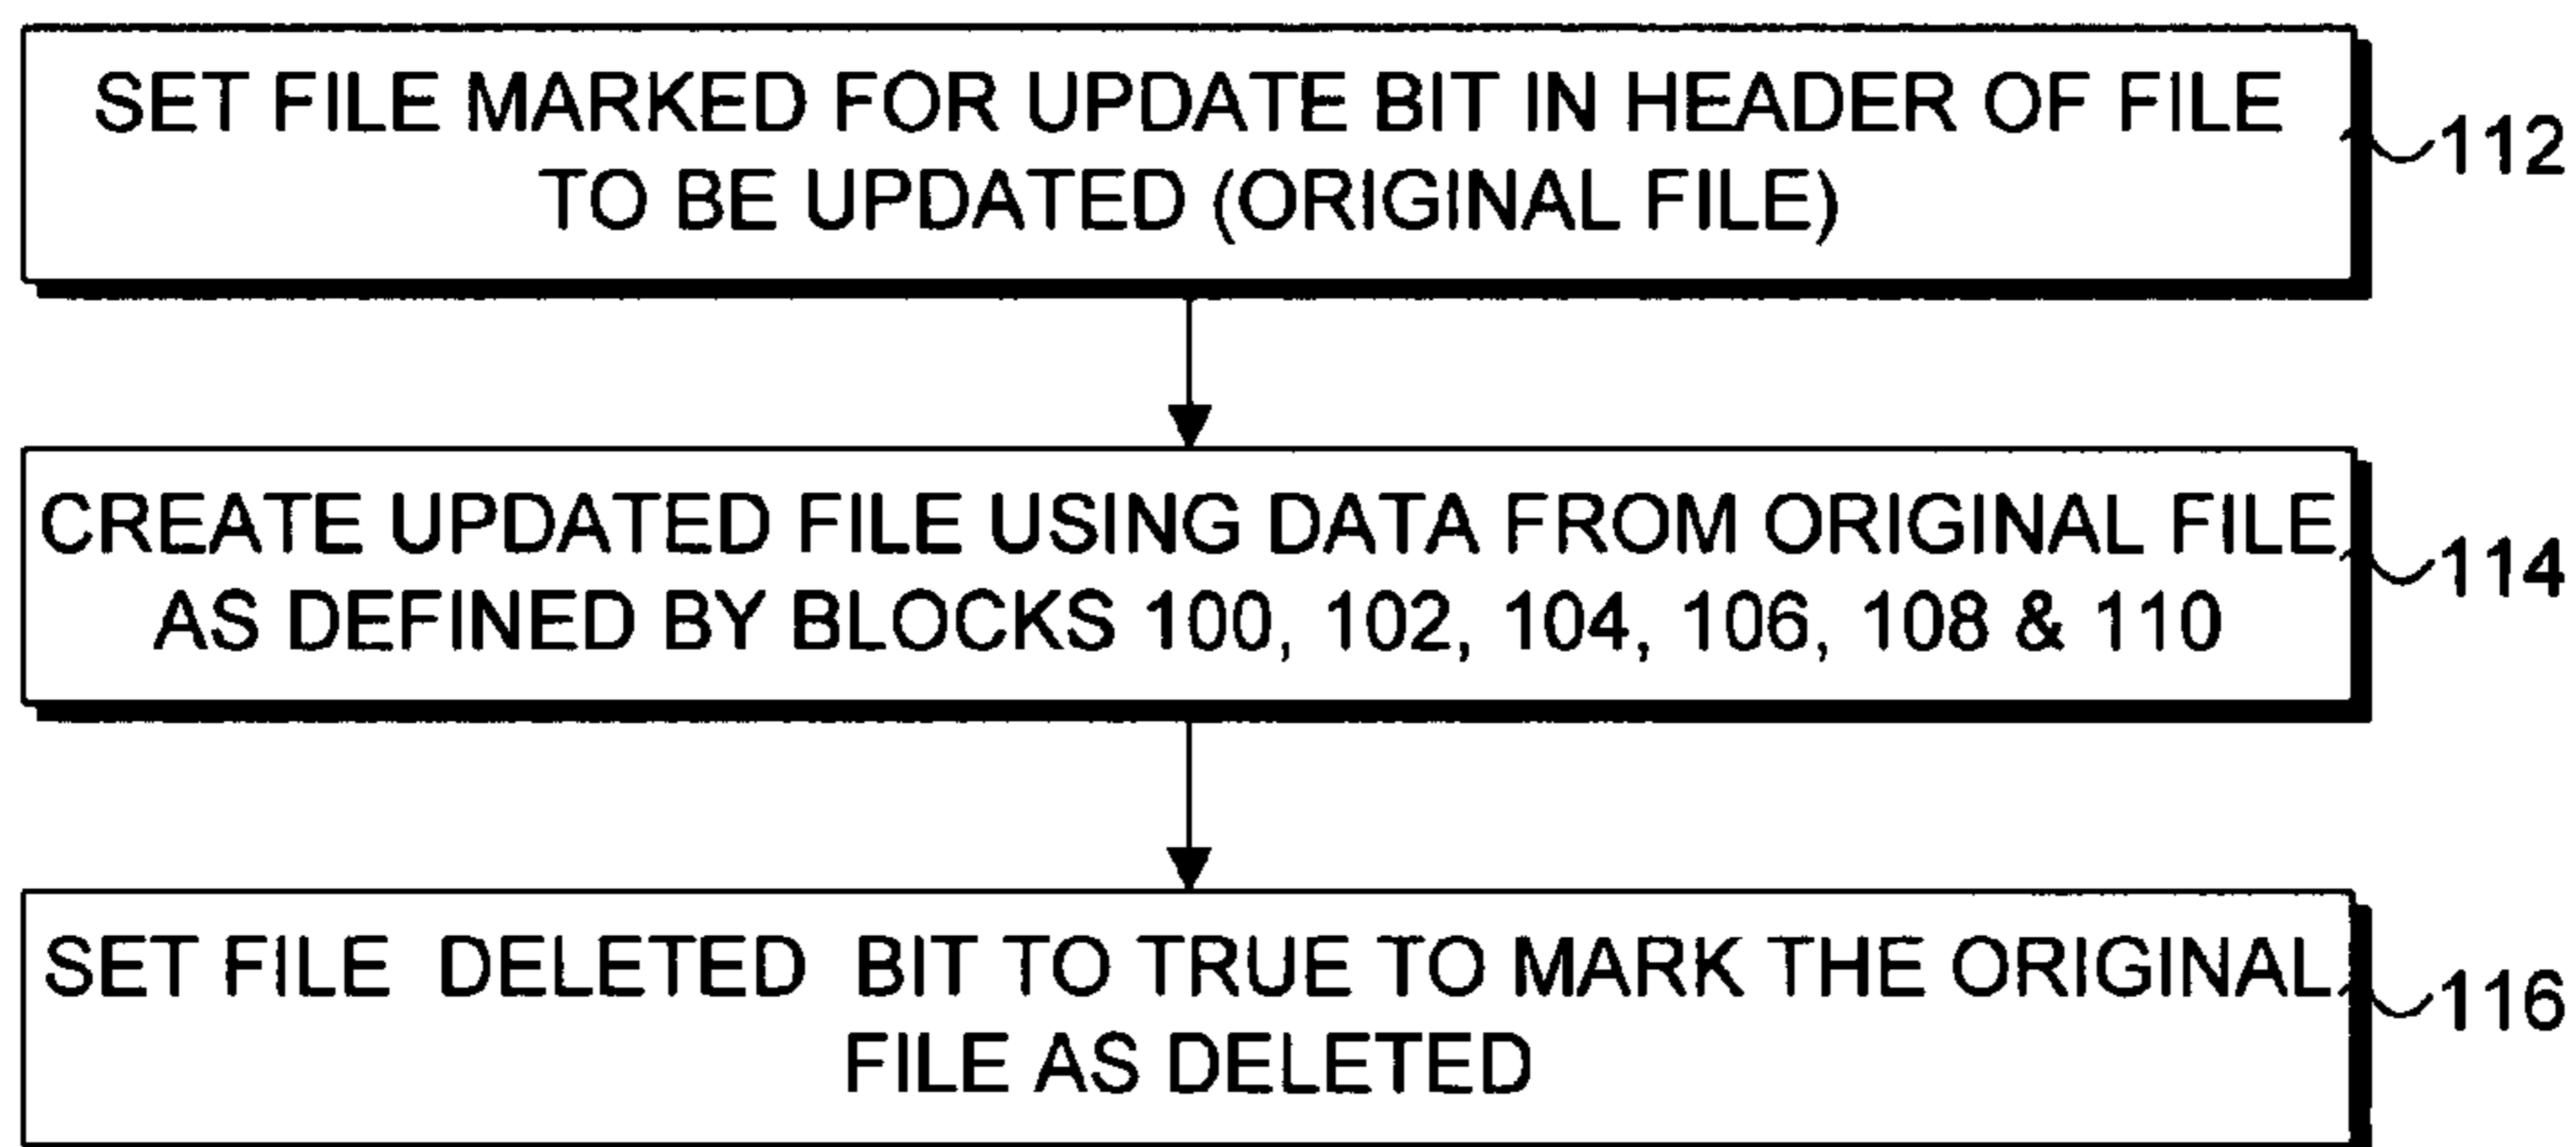 SET FILE MARKED FOR UPDATE BIT IN HEADER OF FILE
TO BE UPDATED (ORIGINAL FILE)
112
CREATE UPDATED FILE USING DATA FROM ORIGINAL FILE
AS DEFINED BY BLOCKS 100, 102, 104, 106, 108 & 110
114
SET FILE DELETED BIT TO TRUE TO MARK THE ORIGINAL
FILE AS DELETED
116